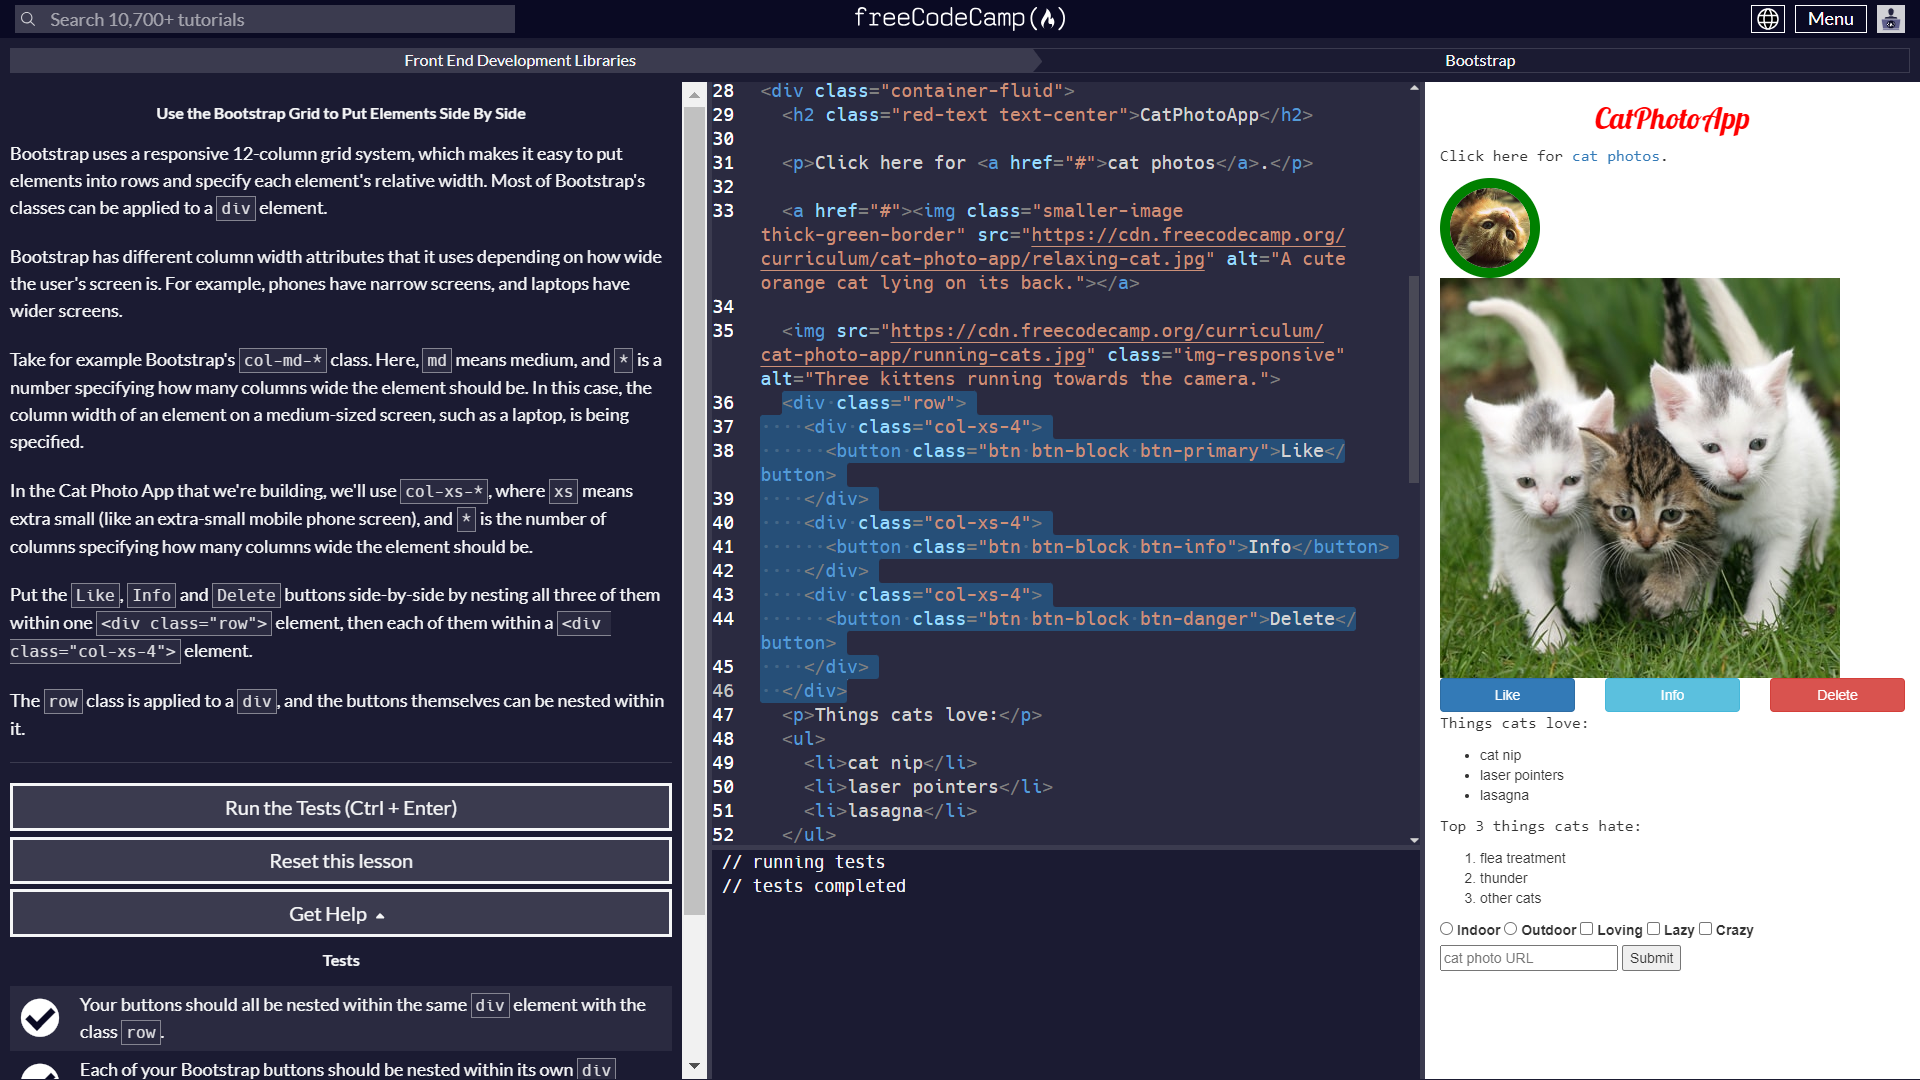 Search 10,700+ tutorials
freeCodeCamp
Menu
Front End Development Libraries
Bootstrap
Use the Bootstrap Grid to Put Elements Side By Side
Bootstrap uses a responsive 12-column grid system, which makes it easy to put
elements into rows and specify each element's relative width. Most of Bootstrap's
classes can be applied to a div element.
Bootstrap has different column width attributes that it uses depending on how wide
the user's screen is. For example, phones have narrow screens, and laptops have
wider screens.
Take for example Bootstrap's col-md-* class. Here, md means medium, and * is a
number specifying how many columns wide the element should be. In this case, the
column width of an element on a medium-sized screen, such as a laptop, is being
specified.
In the Cat Photo App that we're building, we'll use col-xs-*, where xs means
extra small (like an extra-small mobile phone screen), and * is the number of
columns specifying how many columns wide the element should be.
Put the Like, Info and Delete buttons side-by-side by nesting all three of them
within one <div class="row"> element, then each of them within a <div
class="col-xs-4"> element.
The row class is applied to a div, and the buttons themselves can be nested within
it.
Run the Tests (Ctrl + Enter)
Reset this lesson
Get Help
Tests
Your buttons should all be nested within the same div element with the
class row.
Each of your Bootstrap buttons should be nested within its own div
28 <div class="container-fluid">
29 <h2 class="red-text text-center">CatPhotoApp</h2>
30
31 <p>Click here for <a href="#">cat photos</a>.</p>
32
33 <a href="#"><img class="smaller-image
thick-green-border" src="https://cdn.freecodecamp.org/
curriculum/cat-photo-app/relaxing-cat.jpg" alt="A cute
orange cat lying on its back."></a>
34
35 <img src="https://cdn.freecodecamp.org/curriculum/
cat-photo-app/running-cats.jpg" class="img-responsive"
alt="Three kittens running towards the camera.">
36 <div class="row">
37 <div class="col-xs-4">
38 <button class="btn btn-block btn-primary">Like</
button>
39 </div>
40 <div class="col-xs-4">
41 <button class="btn btn-block btn-info">Info</button>
42 </div>
43 <div class="col-xs-4">
44 <button class="btn btn-block btn-danger">Delete</
button>
45 </div>
46 </div>
47 <p>Things cats love:</p>
48 <ul>
49 <li>cat nip</li>
50 <li>laser pointers</li>
51 <li>lasagna</li>
52 </ul>
// running tests
// tests completed
CatPhotoApp
Click here for cat photos.
Like
Info
Delete
Things cats love:
cat nip
laser pointers
lasagna
Top 3 things cats hate:
1. flea treatment
2. thunder
3. other cats
Indoor Outdoor Loving Lazy Crazy
cat photo URL
Submit